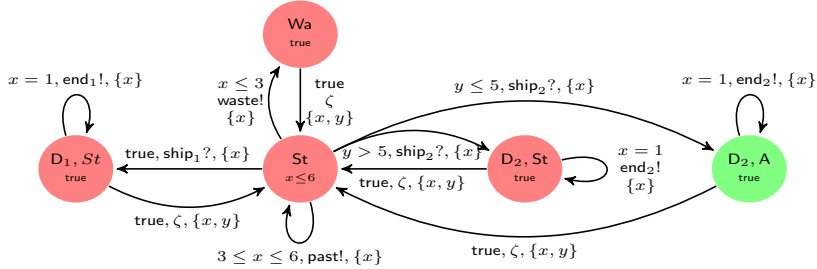 Wa
true
x = 1, end₁!, {x}
x ≤ 3
waste!
{x}
true
ζ
{x, y}
y ≤ 5, ship₂?, {x}
x = 1, end₂!, {x}
D₁, St
true
true, ship₁?, {x}
St
x≤6
y > 5, ship₂?, {x}
true, ζ, {x, y}
D₂, St
true
x = 1
end₂!
{x}
D₂, A
true
true, ζ, {x, y}
3 ≤ x ≤ 6, past!, {x}
true, ζ, {x, y}